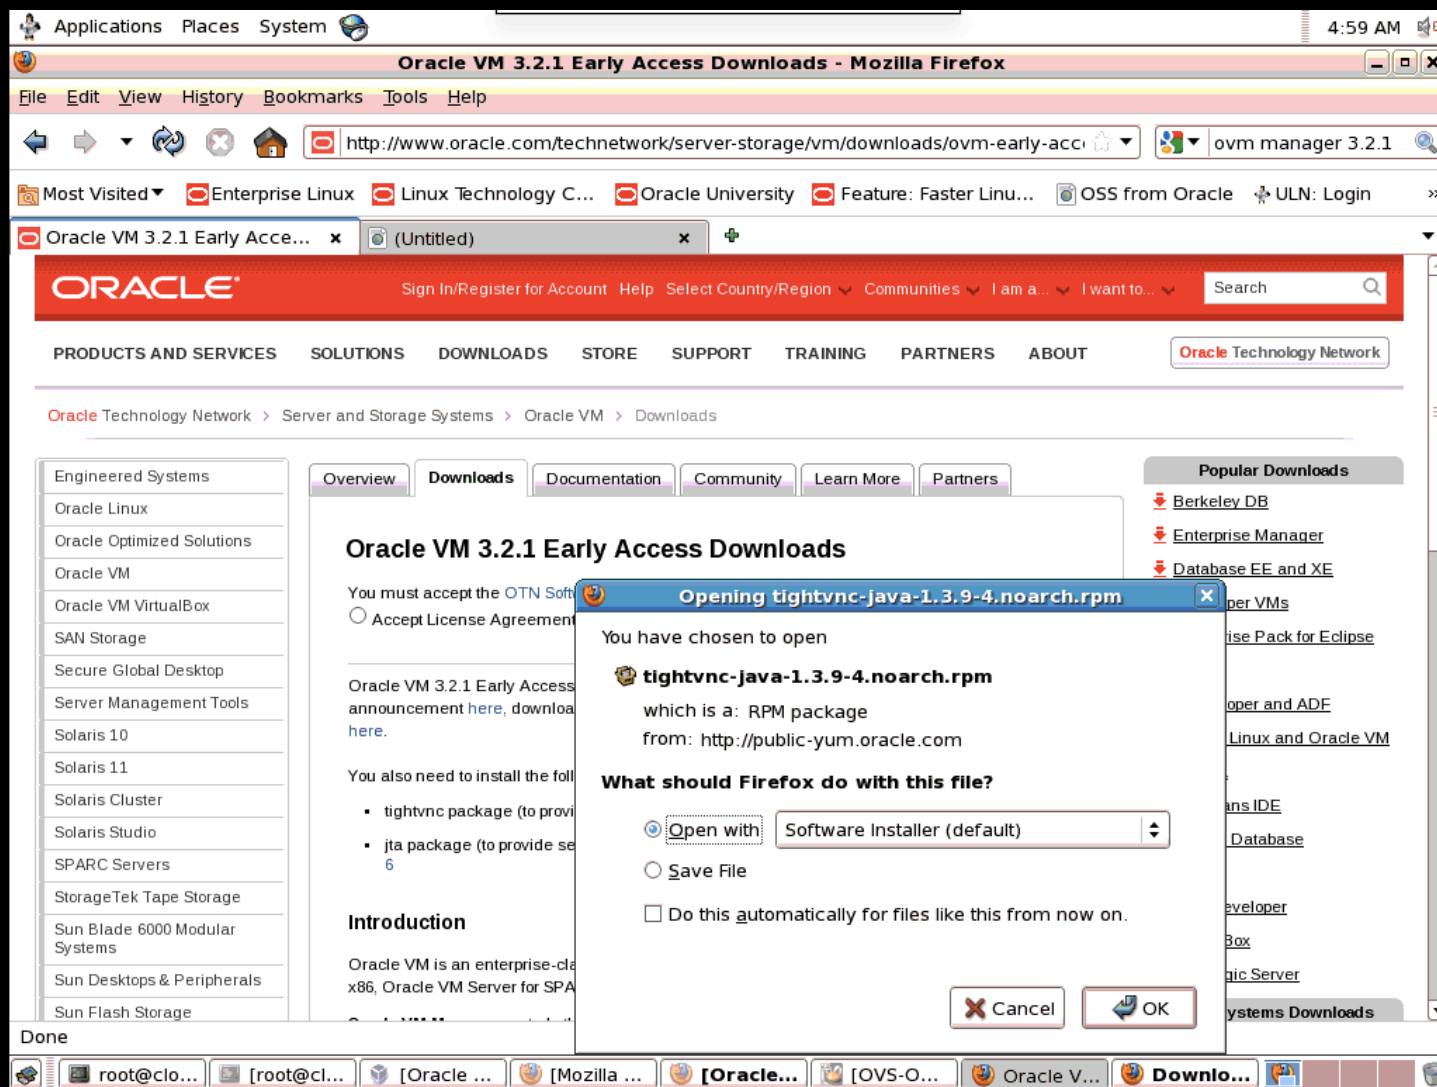 Applications Places System 4:59 AM
Oracle VM 3.2.1 Early Access Downloads - Mozilla Firefox
File Edit View History Bookmarks Tools Help
http://www.oracle.com/technetwork/server-storage/vm/downloads/ovm-early-acc ovm manager 3.2.1
Most Visited Enterprise Linux Linux Technology C... Oracle University Feature: Faster Linu... OSS from Oracle ULN: Login »
Oracle VM 3.2.1 Early Acce... (Untitled)
ORACLE Sign In/Register for Account Help Select Country/Region Communities I am a... I want to... Search
PRODUCTS AND SERVICES SOLUTIONS DOWNLOADS STORE SUPPORT TRAINING PARTNERS ABOUT Oracle Technology Network
Oracle Technology Network > Server and Storage Systems > Oracle VM > Downloads
Engineered Systems
Oracle Linux
Oracle Optimized Solutions
Oracle VM
Oracle VM VirtualBox
SAN Storage
Secure Global Desktop
Server Management Tools
Solaris 10
Solaris 11
Solaris Cluster
Solaris Studio
SPARC Servers
StorageTek Tape Storage
Sun Blade 6000 Modular
Systems
Sun Desktops & Peripherals
Sun Flash Storage
Overview Downloads Documentation Community Learn More Partners
Oracle VM 3.2.1 Early Access Downloads
You must accept the OTN Soft
Accept License Agreement
Oracle VM 3.2.1 Early Access
announcement here, downloa
here.
You also need to install the foll
tightvnc package (to provi
jta package (to provide se
6
Introduction
Oracle VM is an enterprise-cla
x86, Oracle VM Server for SPA
Popular Downloads
Berkeley DB
Enterprise Manager
Database EE and XE
per VMs
rise Pack for Eclipse
oper and ADF
Linux and Oracle VM
ans IDE
Database
eveloper
Box
gic Server
ystems Downloads
Opening tightvnc-java-1.3.9-4.noarch.rpm
You have chosen to open
tightvnc-java-1.3.9-4.noarch.rpm
which is a: RPM package
from: http://public-yum.oracle.com
What should Firefox do with this file?
Open with Software Installer (default)
Save File
Do this automatically for files like this from now on.
Cancel OK
Done
root@clo... [root@cl... [Oracle ... [Mozilla ... [Oracle... [OVS-O... Oracle V... Downlo...